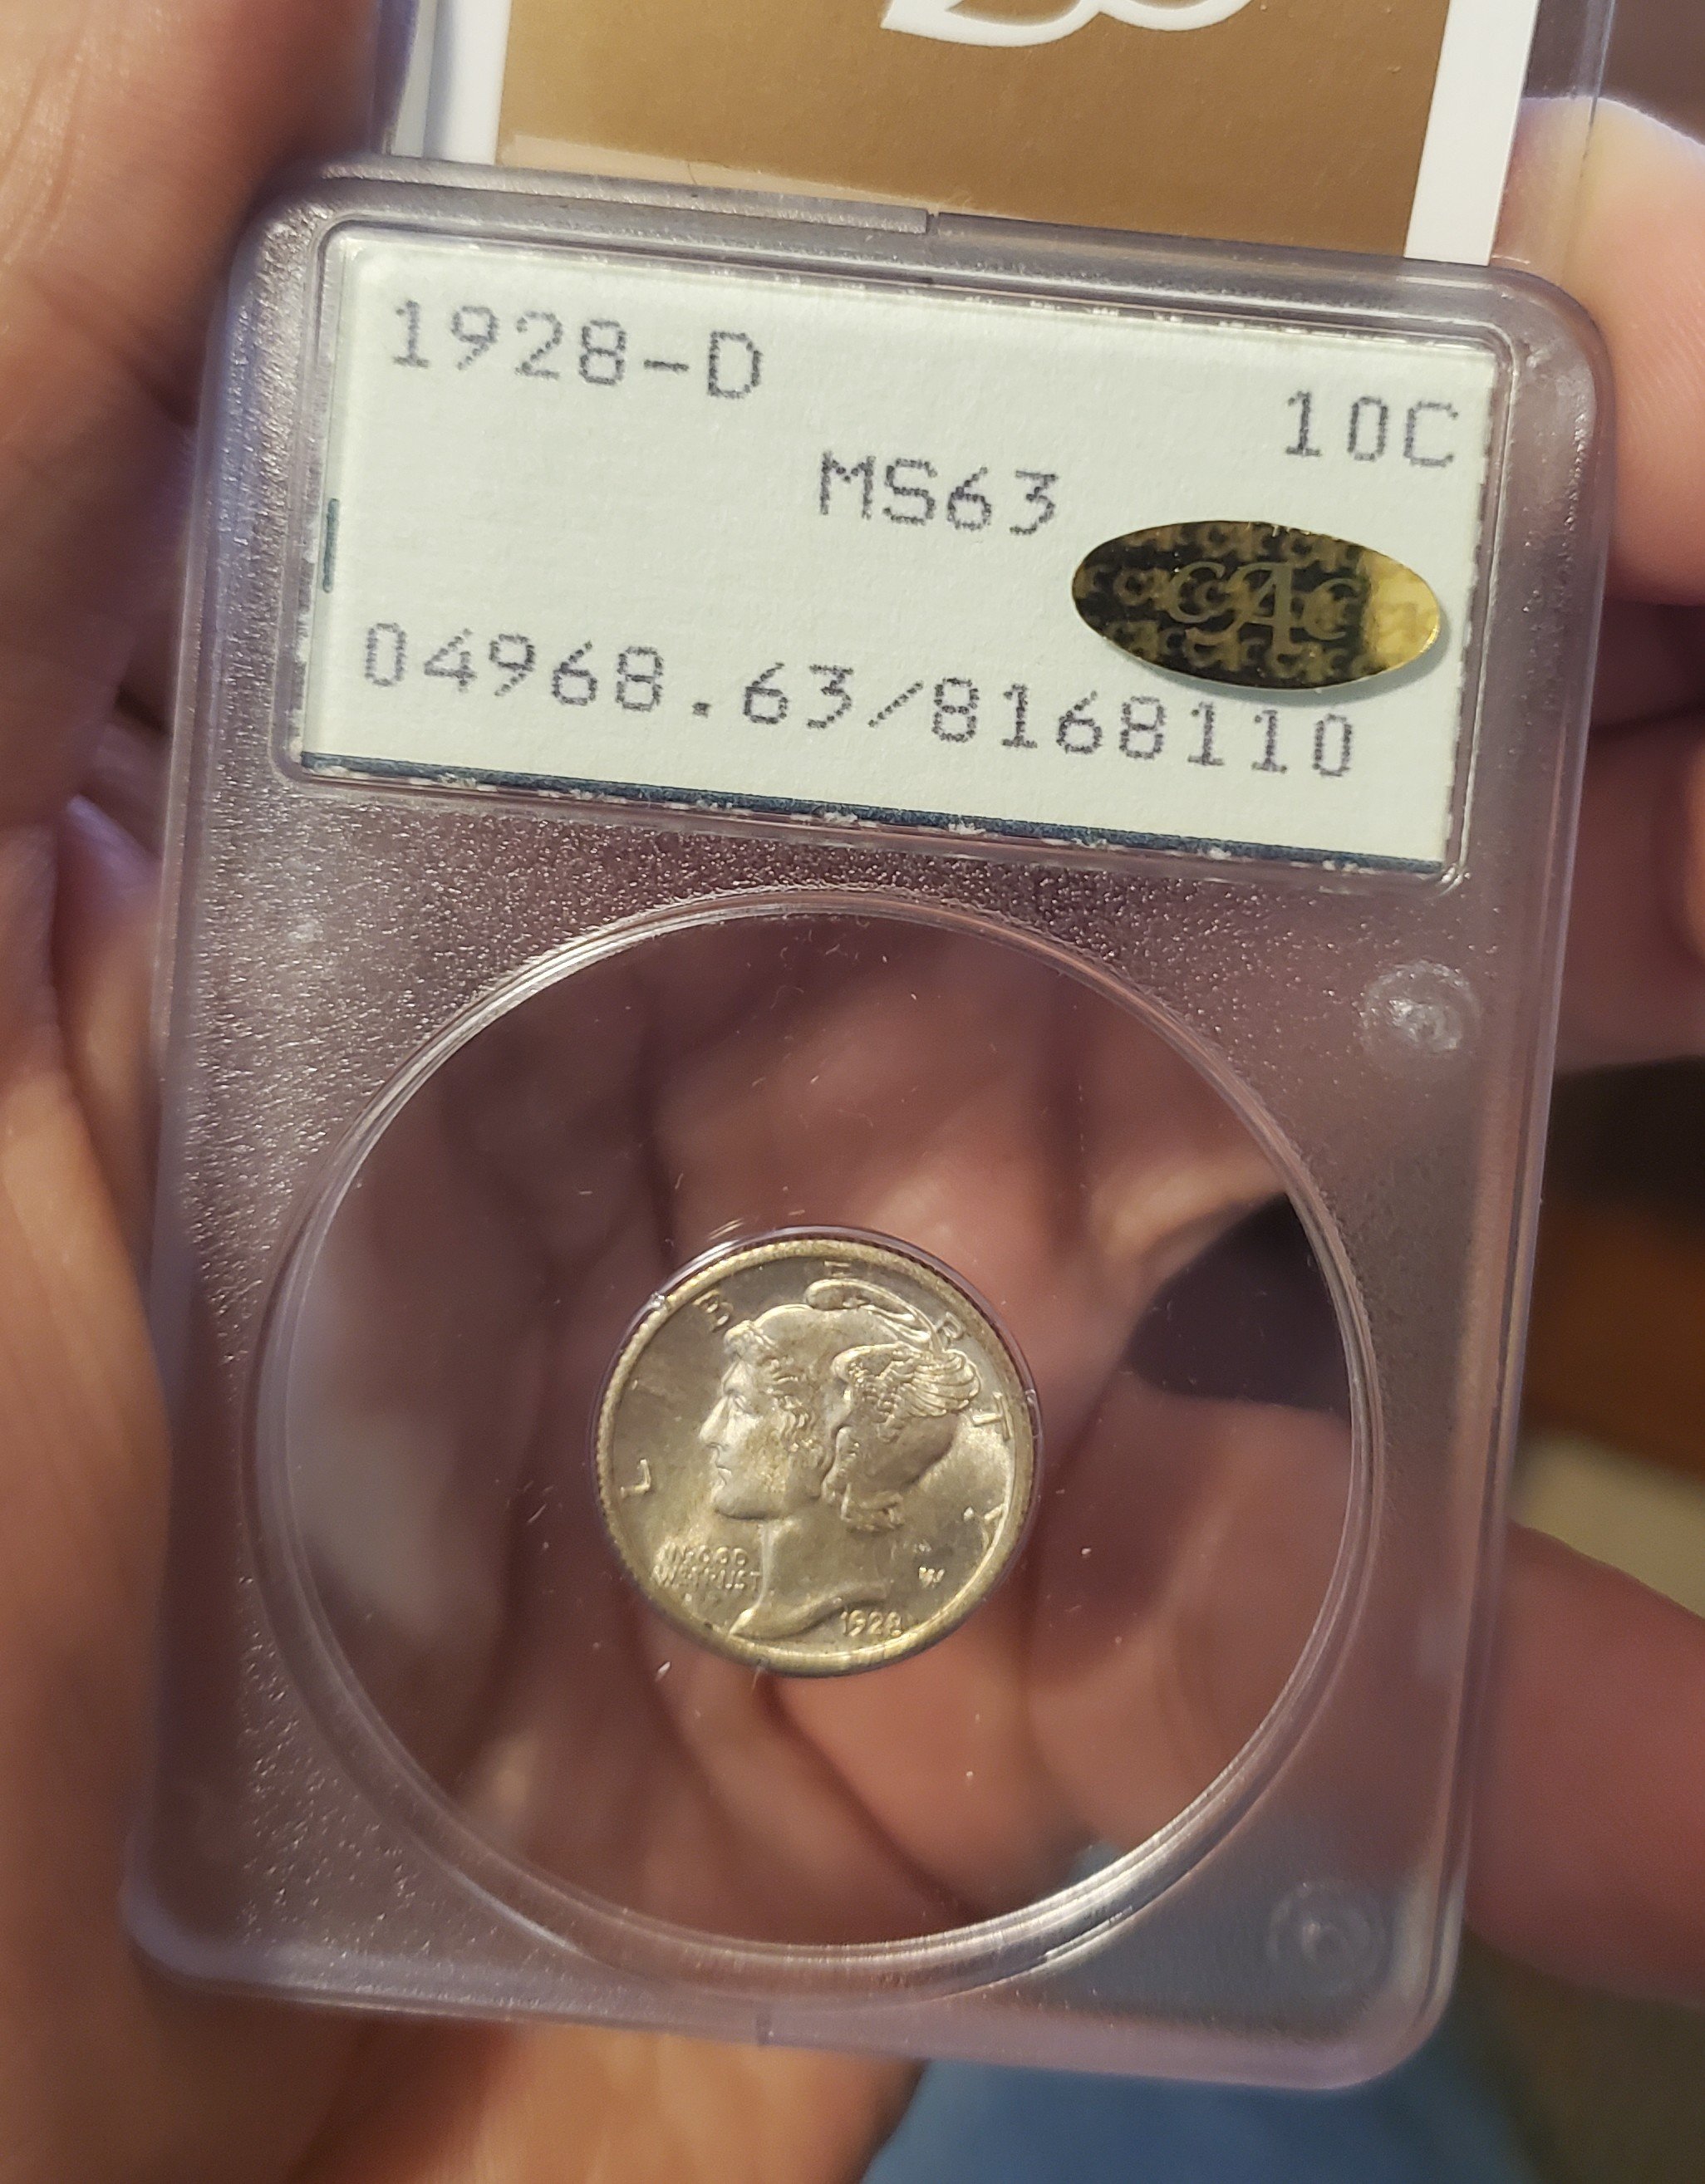 1928-D
10C
MS63
CAC
04968.63/8168110
LIBERTY
IN GOD
WE TRUST
W
1928